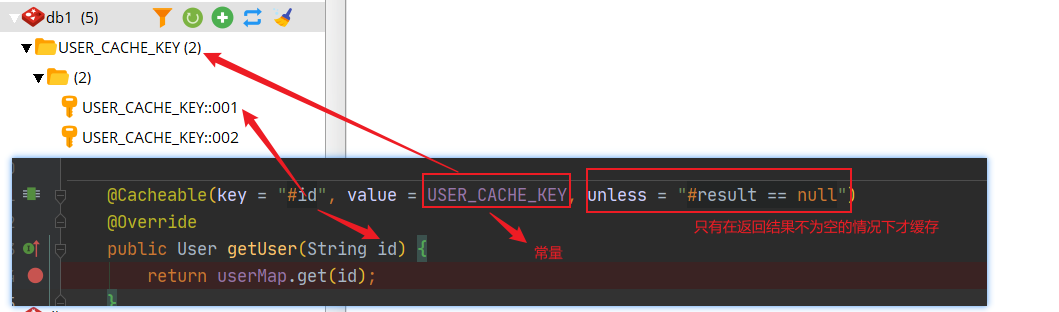 db1 (5)
USER_CACHE_KEY (2)
(2)
USER_CACHE_KEY::001
USER_CACHE_KEY::002
@Cacheable(key = "#id", value = USER_CACHE_KEY, unless = "#result == null")
@Override
只有在返回结果不为空的情况下才缓存
public User getUser(String id) {
常量
return userMap.get(id);
}